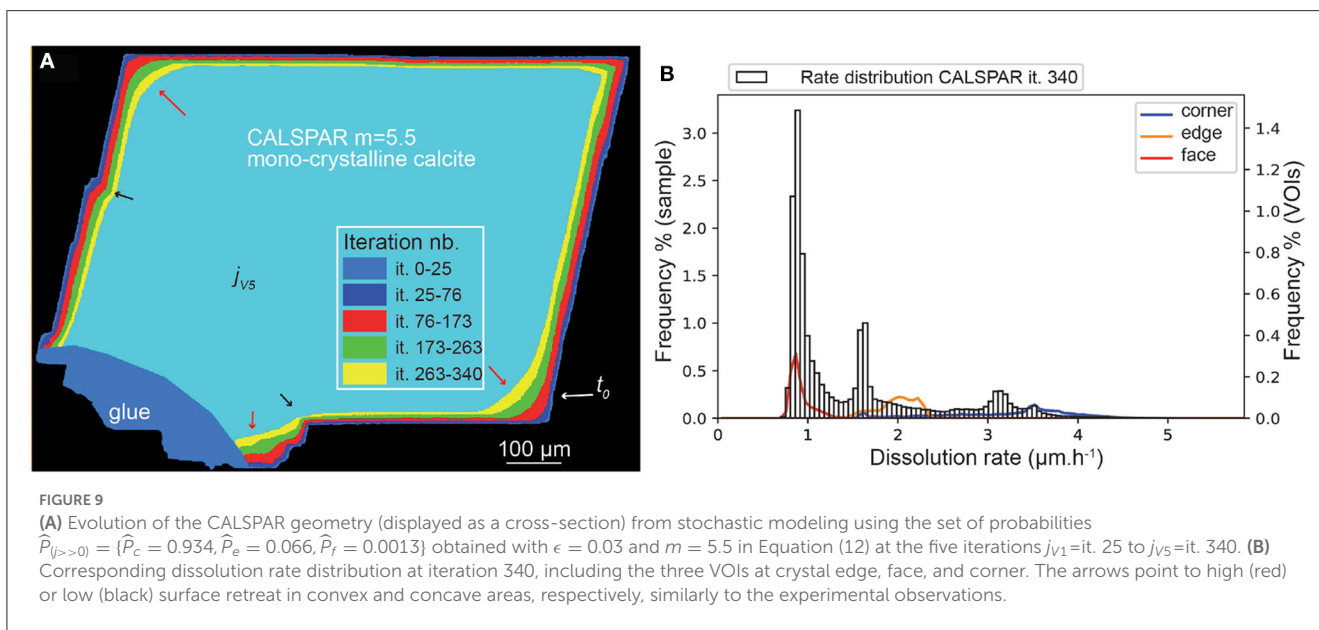 A
CALSPAR m=5.5
mono-crystalline calcite
jV5
Iteration nb.
it. 0-25
it. 25-76
it. 76-173
it. 173-263
it. 263-340
glue
t0
100 µm
B
Rate distribution CALSPAR it. 340
corner
edge
face
Frequency % (sample)
3.0
2.5
2.0
1.5
1.0
0.5
0.0
Frequency % (VOIs)
1.4
1.2
1.0
0.8
0.6
0.4
0.2
0.0
0 1 2 3 4 5
Dissolution rate (µm.h⁻¹)
FIGURE 9
(A) Evolution of the CALSPAR geometry (displayed as a cross-section) from stochastic modeling using the set of probabilities
P̂(j>>0) = {P̂c = 0.934, P̂e = 0.066, P̂f = 0.0013} obtained with ϵ = 0.03 and m = 5.5 in Equation (12) at the five iterations jV1=it. 25 to jV5=it. 340. (B)
Corresponding dissolution rate distribution at iteration 340, including the three VOIs at crystal edge, face, and corner. The arrows point to high (red)
or low (black) surface retreat in convex and concave areas, respectively, similarly to the experimental observations.